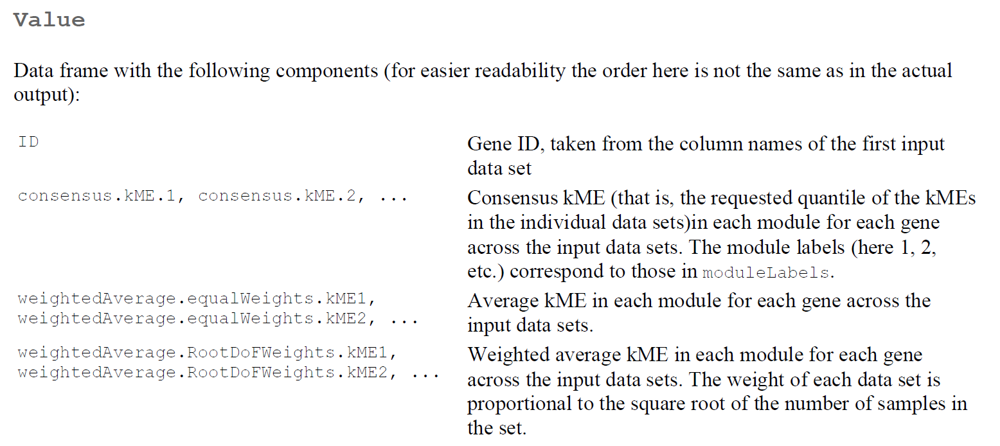 Value
Data frame with the following components (for easier readability the order here is not the same as in the actual
output):
ID
Gene ID, taken from the column names of the first input
data set
consensus.kME.1, consensus.kME.2, ...
Consensus kME (that is, the requested quantile of the kMEs
in the individual data sets)in each module for each gene
across the input data sets. The module labels (here 1, 2,
etc.) correspond to those in moduleLabels.
weightedAverage.equalWeights.kME1,
weightedAverage.equalWeights.kME2, ...
Average kME in each module for each gene across the
input data sets.
weightedAverage.RootDoFWeights.kME1,
weightedAverage.RootDoFWeights.kME2, ...
Weighted average kME in each module for each gene
across the input data sets. The weight of each data set is
proportional to the square root of the number of samples in
the set.